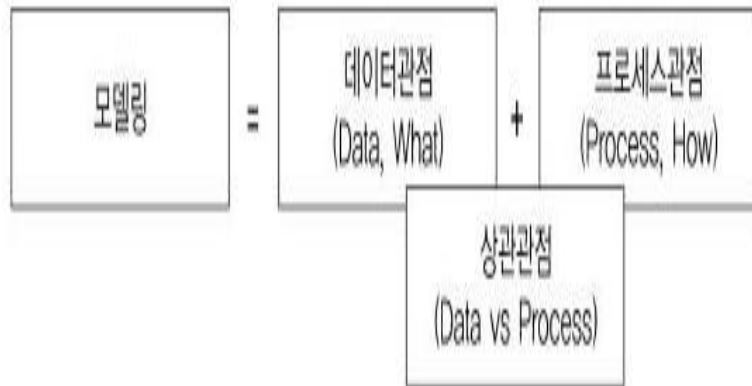 모델링
=
데이터관점
(Data, What)
+
프로세스관점
(Process, How)
상관관점
(Data vs Process)